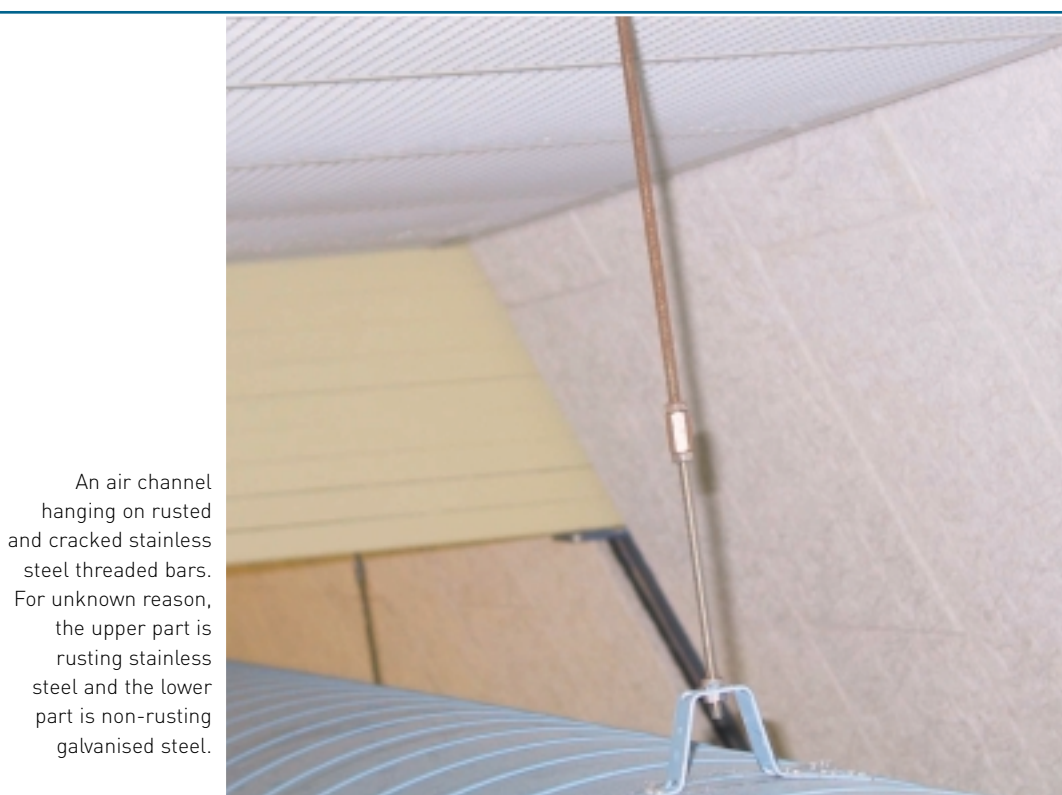 An air channel
hanging on rusted
and cracked stainless
steel threaded bars.
For unknown reason,
the upper part is
rusting stainless
steel and the lower
part is non-rusting
galvanised steel.